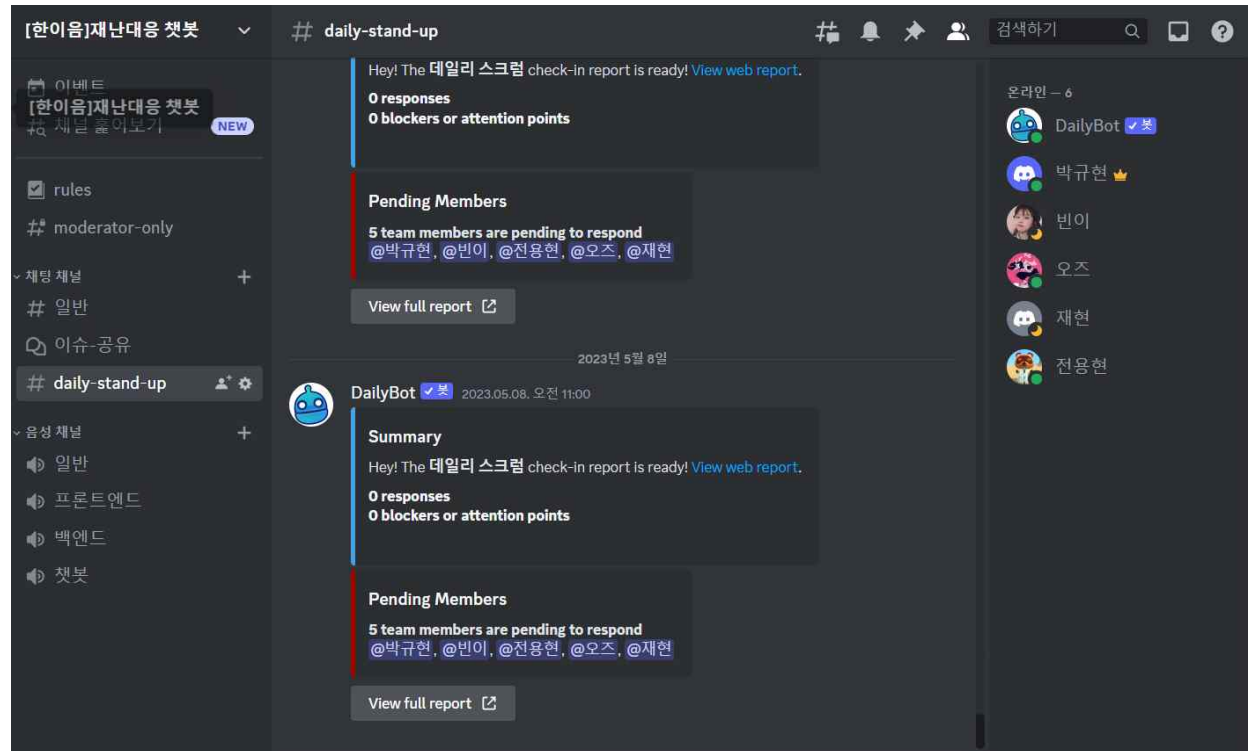 [한이음]재난대응 챗봇
이벤트
[한이음]재난대응 챗봇
채널 훑어보기 NEW
rules
moderator-only
채팅 채널
일반
이슈-공유
daily-stand-up
음성 채널
일반
프론트엔드
백엔드
챗봇
daily-stand-up
검색하기
Hey! The 데일리 스크럼 check-in report is ready! View web report.
0 responses
0 blockers or attention points
Pending Members
5 team members are pending to respond
@박규현, @빈이, @전용현, @오즈, @재현
View full report
2023년 5월 8일
DailyBot 봇 2023.05.08. 오전 11:00
Summary
Hey! The 데일리 스크럼 check-in report is ready! View web report.
0 responses
0 blockers or attention points
Pending Members
5 team members are pending to respond
@박규현, @빈이, @전용현, @오즈, @재현
View full report
온라인 — 6
DailyBot 봇
박규현
빈이
오즈
재현
전용현